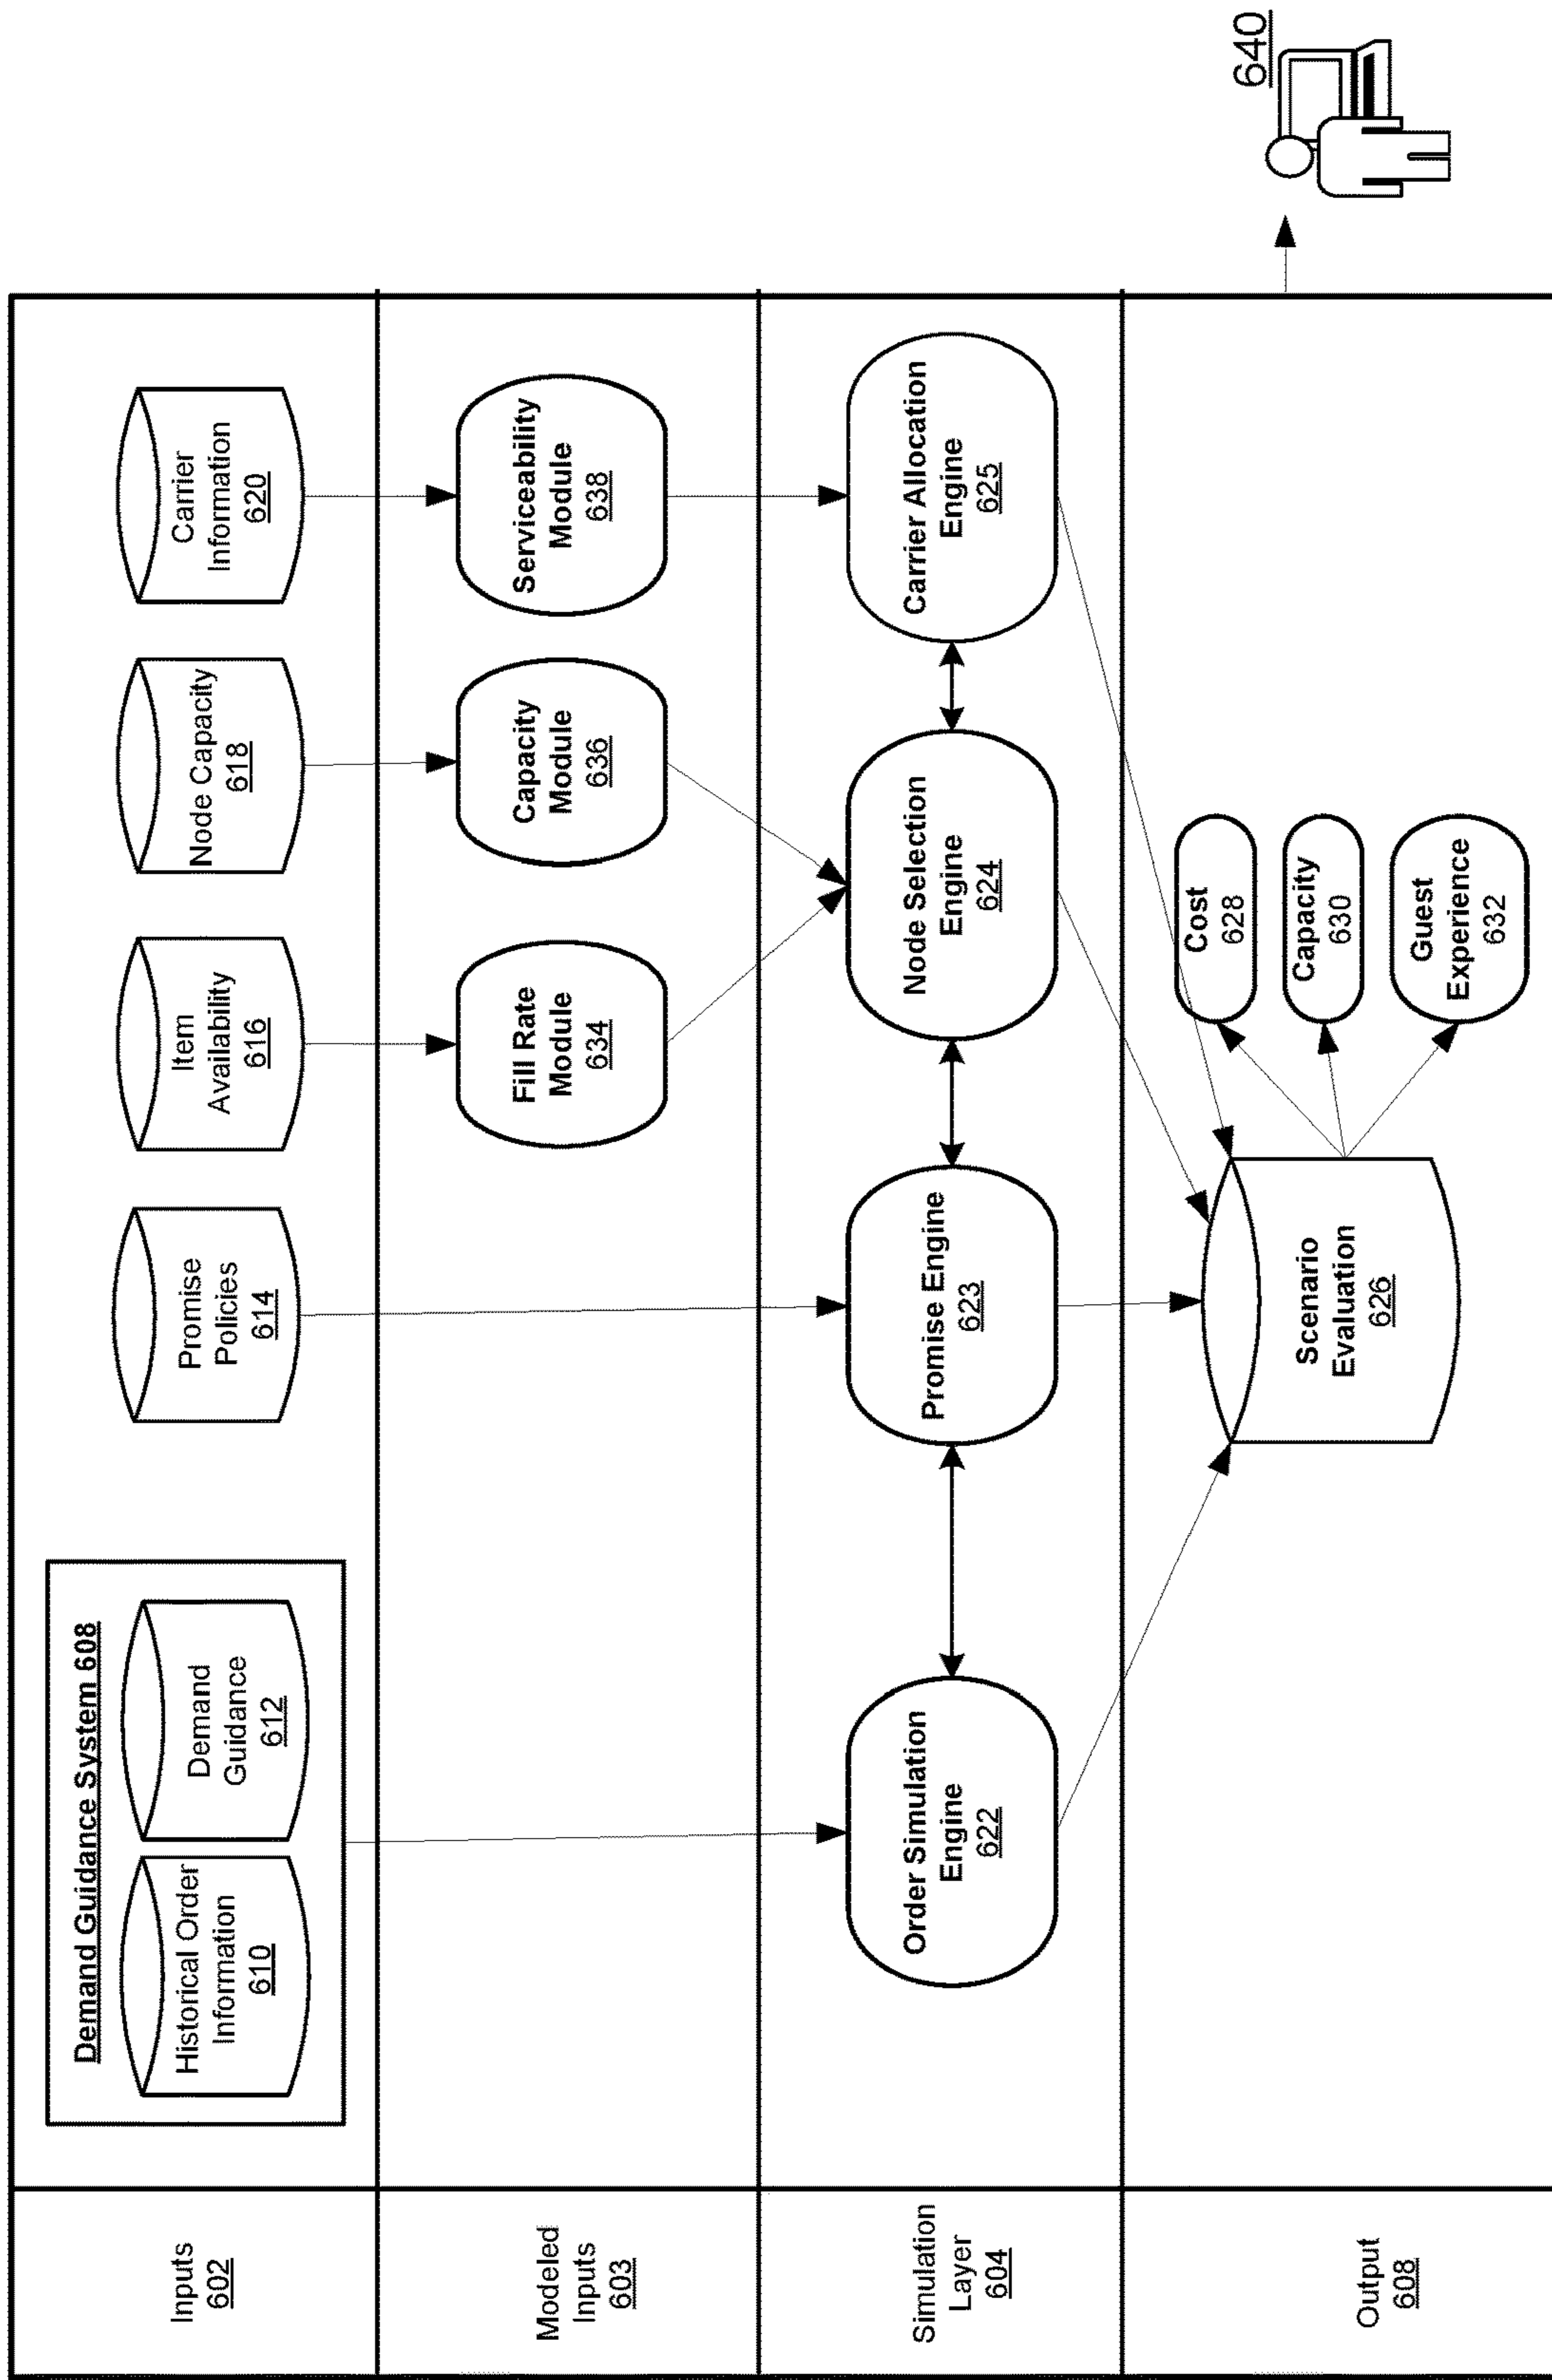 Inputs
602
Demand Guidance System 608
Historical Order
Information
610
Demand
Guidance
612
Promise
Policies
614
Item
Availability
616
Node Capacity
618
Carrier
Information
620
Modeled
Inputs
603
Fill Rate
Module
634
Capacity
Module
636
Serviceability
Module
638
Simulation
Layer
604
Order Simulation
Engine
622
Promise Engine
623
Node Selection
Engine
624
Carrier Allocation
Engine
625
Output
608
Scenario
Evaluation
626
Cost
628
Capacity
630
Guest
Experience
632
640